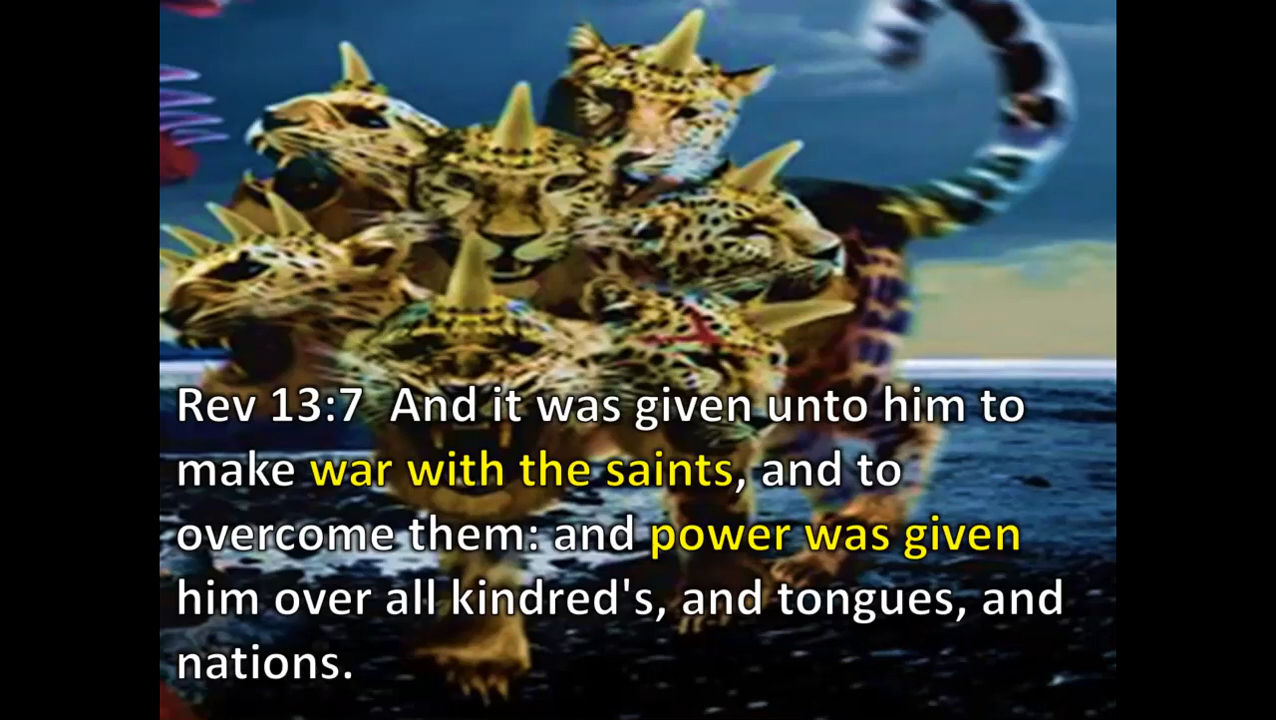 Rev 13:7  And it was given unto him to
make war with the saints, and to
overcome them: and power was given
him over all kindred's, and tongues, and
nations.